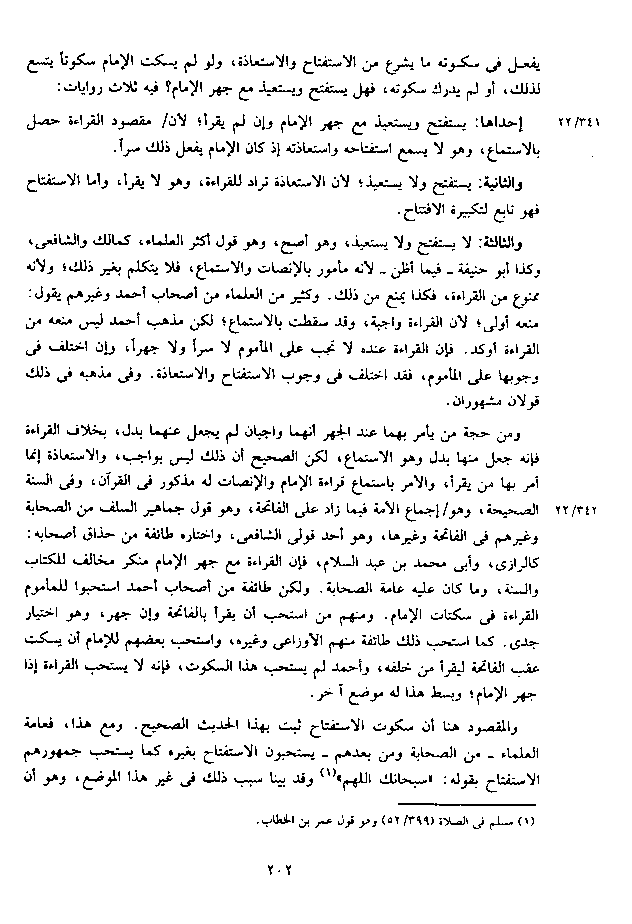 يفعل في سكوته ما يشرع من الاستفتاح والاستعاذة، ولو لم يسكت الإمام سكوتاً يتسع
لذلك، أو لم يدرك سكوته، فهل يستفتح ويستعيذ مع جهر الإمام؟ فيه ثلاث روايات:
٢٢/٣٤١ إحداها: يستفتح ويستعيذ مع جهر الإمام وإن لم يقرأ؛ لأن/ مقصود القراءة حصل
بالاستماع، وهو لا يسمع استفتاحه واستعاذته إذ كان الإمام يفعل ذلك سراً.
والثانية: يستفتح ولا يستعيذ؛ لأن الاستعاذة تراد للقراءة، وهو لا يقرأ، وأما الاستفتاح
فهو تابع لتكبيرة الافتتاح.
والثالثة: لا يستفتح ولا يستعيذ، وهو أصح، وهو قول أكثر العلماء، كمالك والشافعي،
وكذا أبو حنيفة ـ فيما أظن ـ لأنه مأمور بالإنصات والاستماع، فلا يتكلم بغير ذلك؛ ولأنه
ممنوع من القراءة، فكذا يمنع من ذلك. وكثير من العلماء من أصحاب أحمد وغيرهم يقول:
منعه أولى؛ لأن القراءة واجبة، وقد سقطت بالاستماع؛ لكن مذهب أحمد ليس منعه من
القراءة أوكد. فإن القراءة عنده لا تجب على المأموم لا سراً ولا جهراً، وإن اختلف في
وجوبها على المأموم، فقد اختلف في وجوب الاستفتاح والاستعاذة. وفي مذهبه في ذلك
قولان مشهوران.
ومن حجة من يأمر بهما عند الجهر أنهما واجبان لم يجعل عنهما بدل، بخلاف القراءة
فإنه جعل منها بدل وهو الاستماع، لكن الصحيح أن ذلك ليس بواجب، والاستعاذة إنما
أمر بها من يقرأ، والأمر باستماع قراءة الإمام والإنصات له مذكور في القرآن، وفي السنة
٢٢/٣٤٢ الصحيحة، وهو/ إجماع الأمة فيما زاد على الفاتحة، وهو قول جماهير السلف من الصحابة
وغيرهم في الفاتحة وغيرها، وهو أحد قولي الشافعي، واختاره طائفة من حذاق أصحابه:
كالرازي، وأبي محمد بن عبد السلام، فإن القراءة مع جهر الإمام منكر مخالف للكتاب
والسنة، وما كان عليه عامة الصحابة. ولكن طائفة من أصحاب أحمد استحبوا للمأموم
القراءة في سكتات الإمام. ومنهم من استحب أن يقرأ بالفاتحة وإن جهر، وهو اختيار
جدي. كما استحب ذلك طائفة منهم الأوزاعي وغيره، واستحب بعضهم للإمام أن يسكت
عقب الفاتحة ليقرأ من خلفه، وأحمد لم يستحب هذا السكوت، فإنه لا يستحب القراءة إذا
جهر الإمام؛ وبسط هذا له موضع آخر.
والمقصود هنا أن سكوت الاستفتاح ثبت بهذا الحديث الصحيح. ومع هذا، فعامة
العلماء ـ من الصحابة ومن بعدهم ـ يستحبون الاستفتاح بغيره كما يستحب جمهورهم
الاستفتاح بقوله: «سبحانك اللهم»(١) وقد بينا سبب ذلك في غير هذا الموضع، وهو أن
(١) مسلم في الصلاة (٥٢/٣٩٩) وهو قول عمر بن الخطاب.
٢٠٢